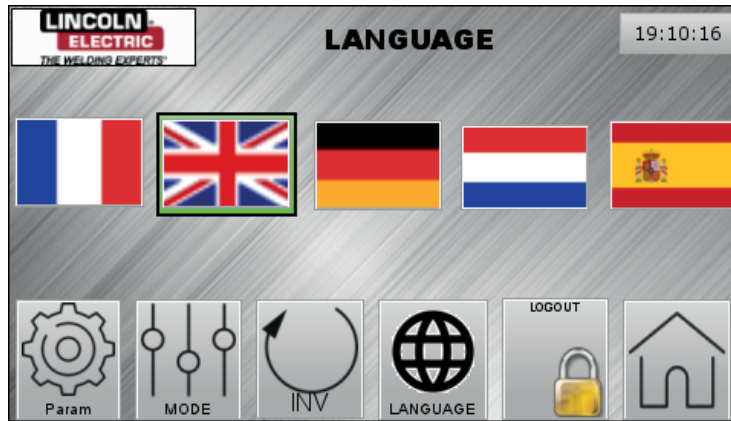 LINCOLN
ELECTRIC
THE WELDING EXPERTS®
LANGUAGE
19:10:16
LOGOUT
Param
MODE
INV
LANGUAGE